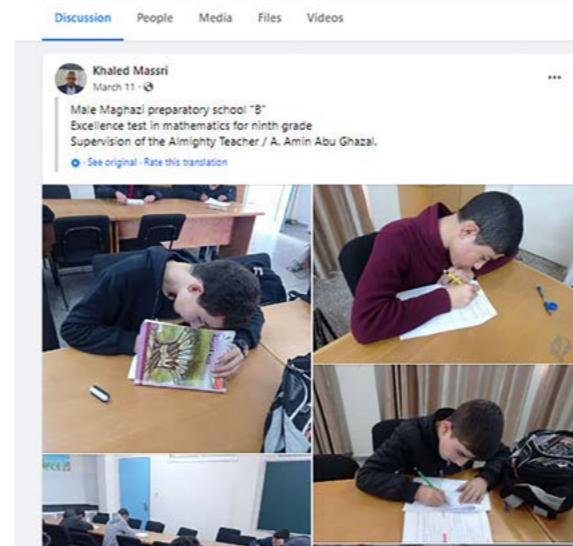 Discussion People Media Files Videos
Khaled Massri
March 11 ·
Male Maghazi preparatory school "B"
Excellence test in mathematics for ninth grade
Supervision of the Almighty Teacher / A. Amin Abu Ghazal.
· See original · Rate this translation